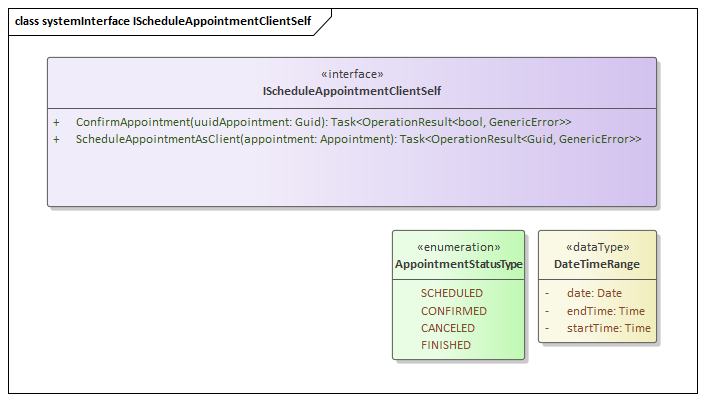 class systemInterface IScheduleAppointmentClientSelf
«interface»
IScheduleAppointmentClientSelf
+ ConfirmAppointment(uuidAppointment: Guid): Task<OperationResult<bool, GenericError>>
+ ScheduleAppointmentAsClient(appointment: Appointment): Task<OperationResult<Guid, GenericError>>
«enumeration»
AppointmentStatusType
SCHEDULED
CONFIRMED
CANCELED
FINISHED
«dataType»
DateTimeRange
- date: Date
- endTime: Time
- startTime: Time